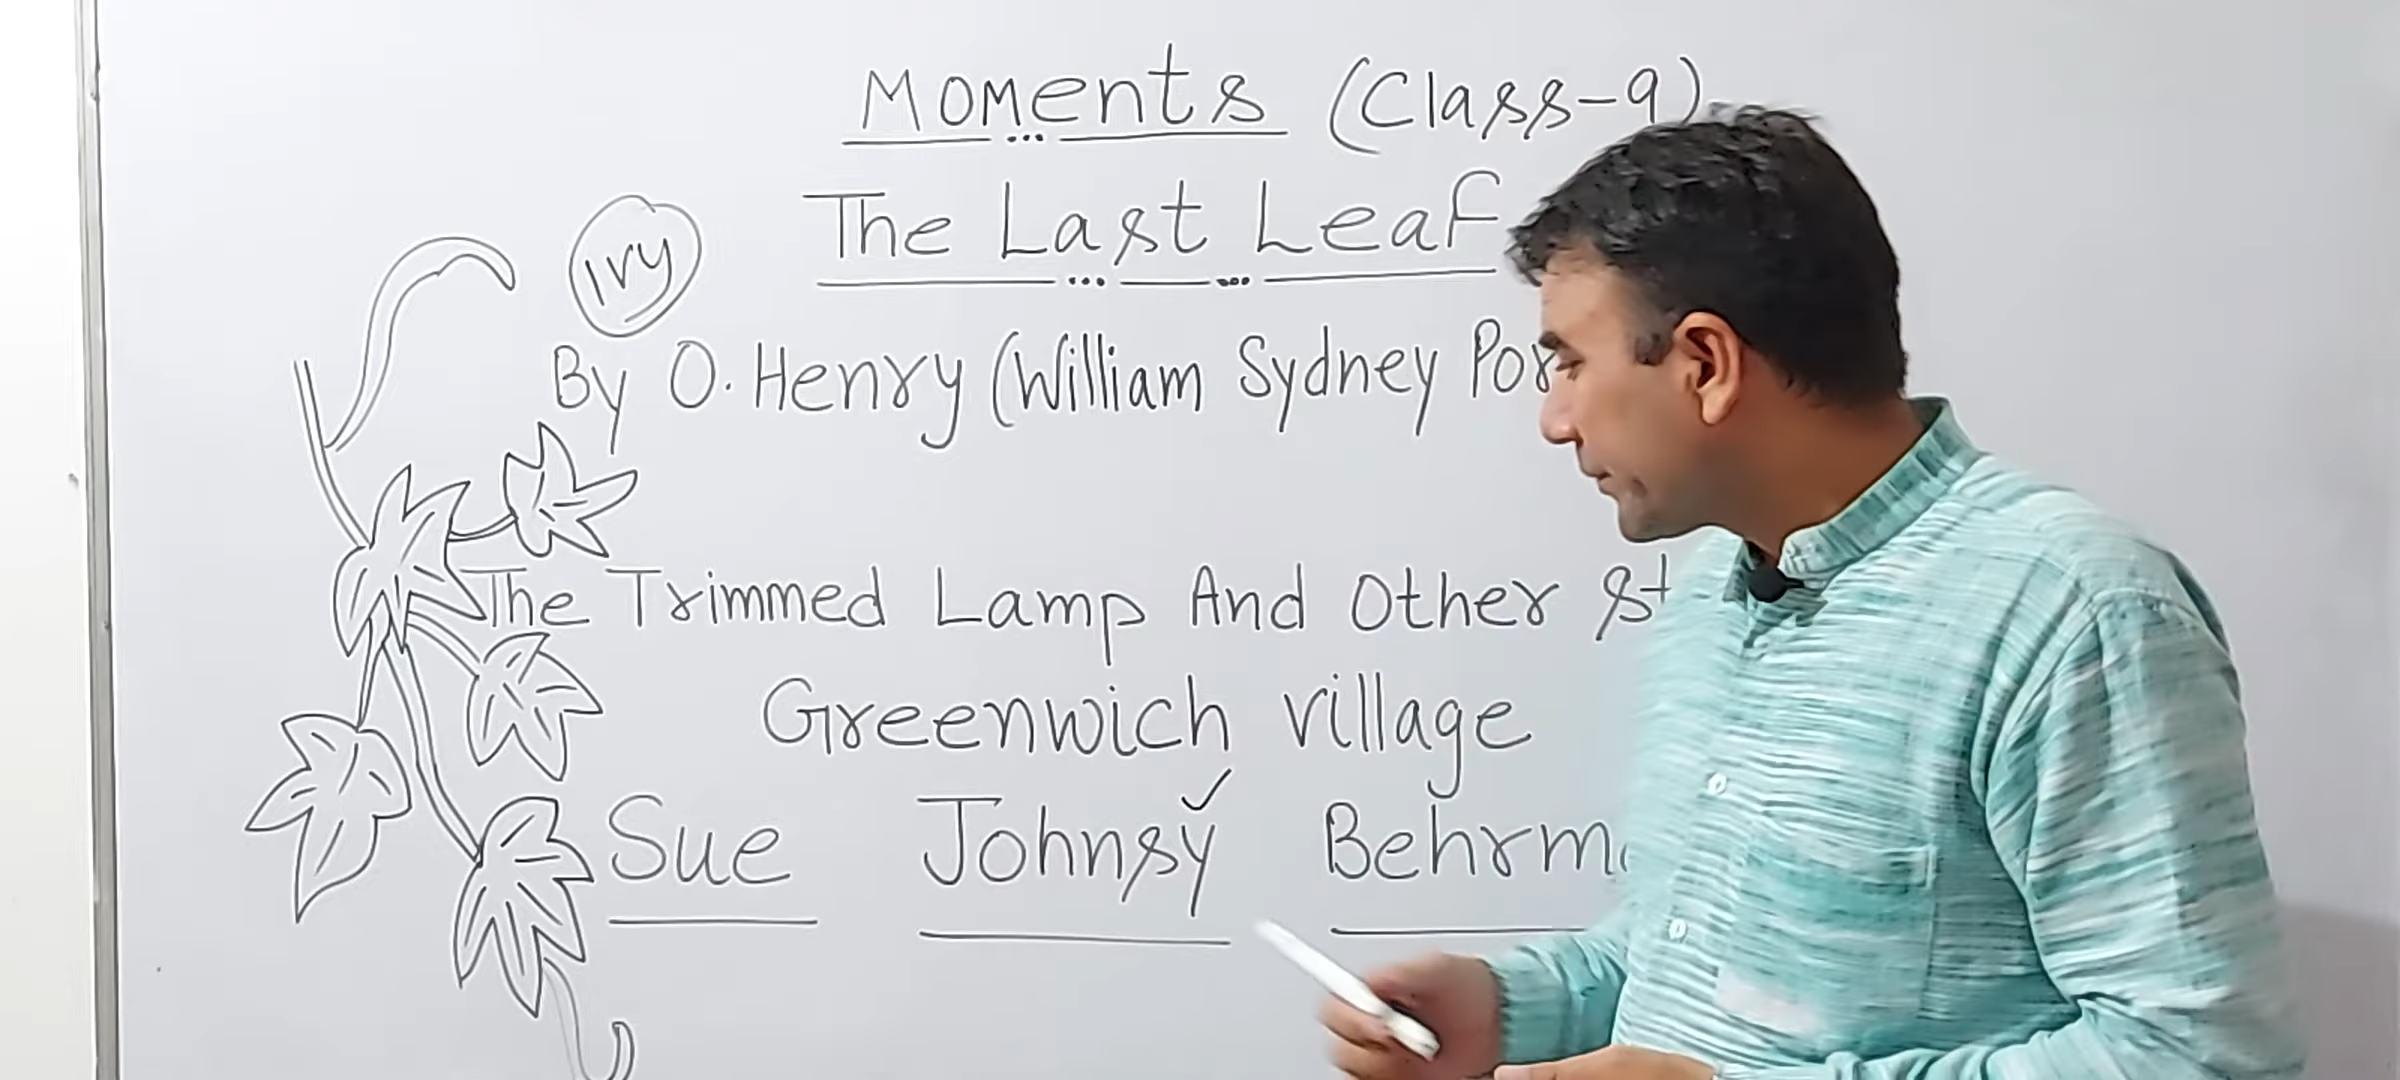 Moments (Class-9)
The Last Leaf
Ivy
By O. Henry (William Sydney Por
The Trimmed Lamp And Other St
Greenwich village
Sue Johnsy Behrm